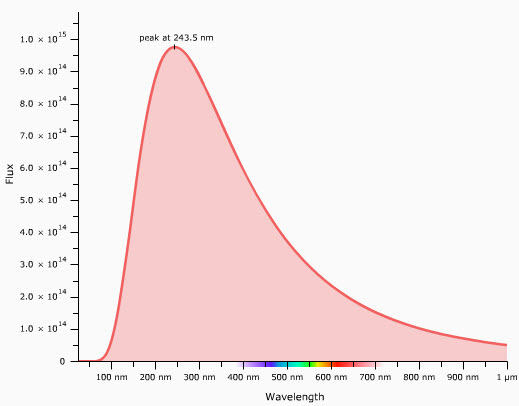 peak at 243.5 nm
1.0 × 10¹⁵
9.0 × 10¹⁴
8.0 × 10¹⁴
7.0 × 10¹⁴
6.0 × 10¹⁴
5.0 × 10¹⁴
4.0 × 10¹⁴
3.0 × 10¹⁴
2.0 × 10¹⁴
1.0 × 10¹⁴
0
Flux
100 nm 200 nm 300 nm 400 nm 500 nm 600 nm 700 nm 800 nm 900 nm 1 μm
Wavelength